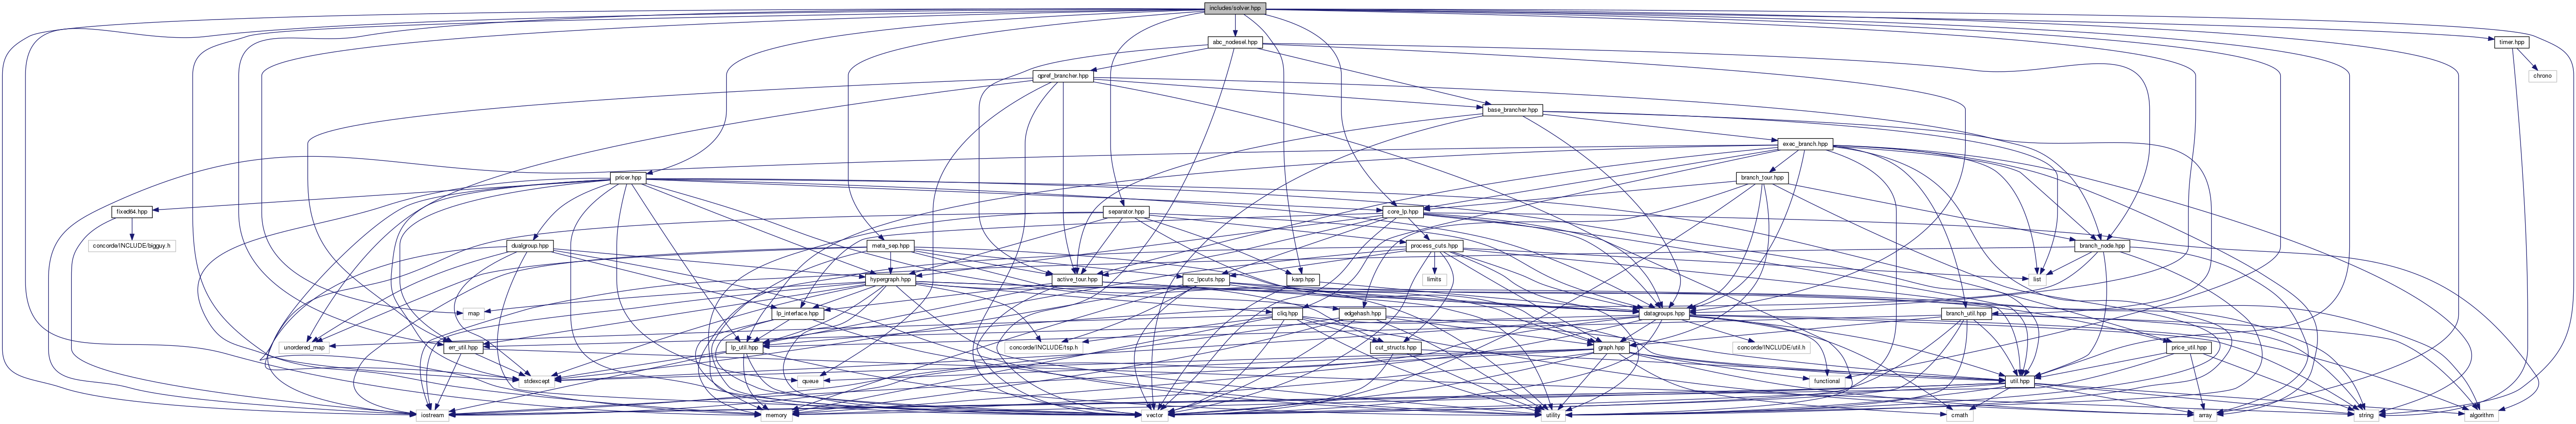 includes/solver.hpp
abc_nodesel.hpp
timer.hpp
qpref_brancher.hpp
chrono
base_brancher.hpp
exec_branch.hpp
pricer.hpp
branch_tour.hpp
fixed64.hpp
separator.hpp
core_lp.hpp
concorde/INCLUDE/bigguy.h
dualgroup.hpp
meta_sep.hpp
process_cuts.hpp
branch_node.hpp
hypergraph.hpp
active_tour.hpp
cc_lpcuts.hpp
karp.hpp
limits
list
map
lp_interface.hpp
cliq.hpp
edgehash.hpp
datagroups.hpp
branch_util.hpp
unordered_map
err_util.hpp
lp_util.hpp
concorde/INCLUDE/tsp.h
cut_structs.hpp
graph.hpp
concorde/INCLUDE/util.h
price_util.hpp
stdexcept
queue
functional
util.hpp
iostream
memory
vector
utility
cmath
array
string
algorithm